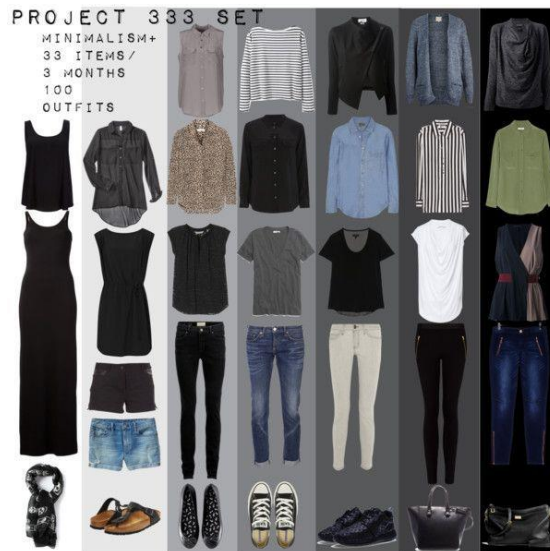 PROJECT 333 SET
MINIMALISM+
33 ITEMS/
3 MONTHS
100
OUTFITS